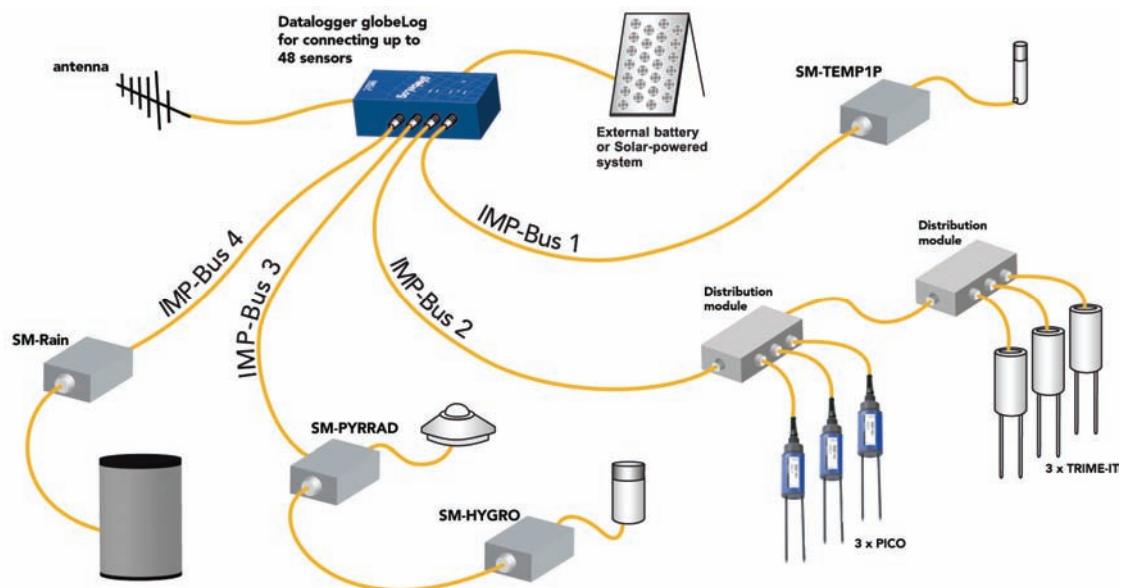 Datalogger globeLog
for connecting up to
48 sensors
antenna
SM-TEMP1P
External battery
or Solar-powered
system
globeLog
IMP-Bus 1
IMP-Bus 2
IMP-Bus 3
IMP-Bus 4
Distribution
module
Distribution
module
SM-Rain
SM-PYRRAD
SM-HYGRO
3 x PICO
3 x TRIME-IT